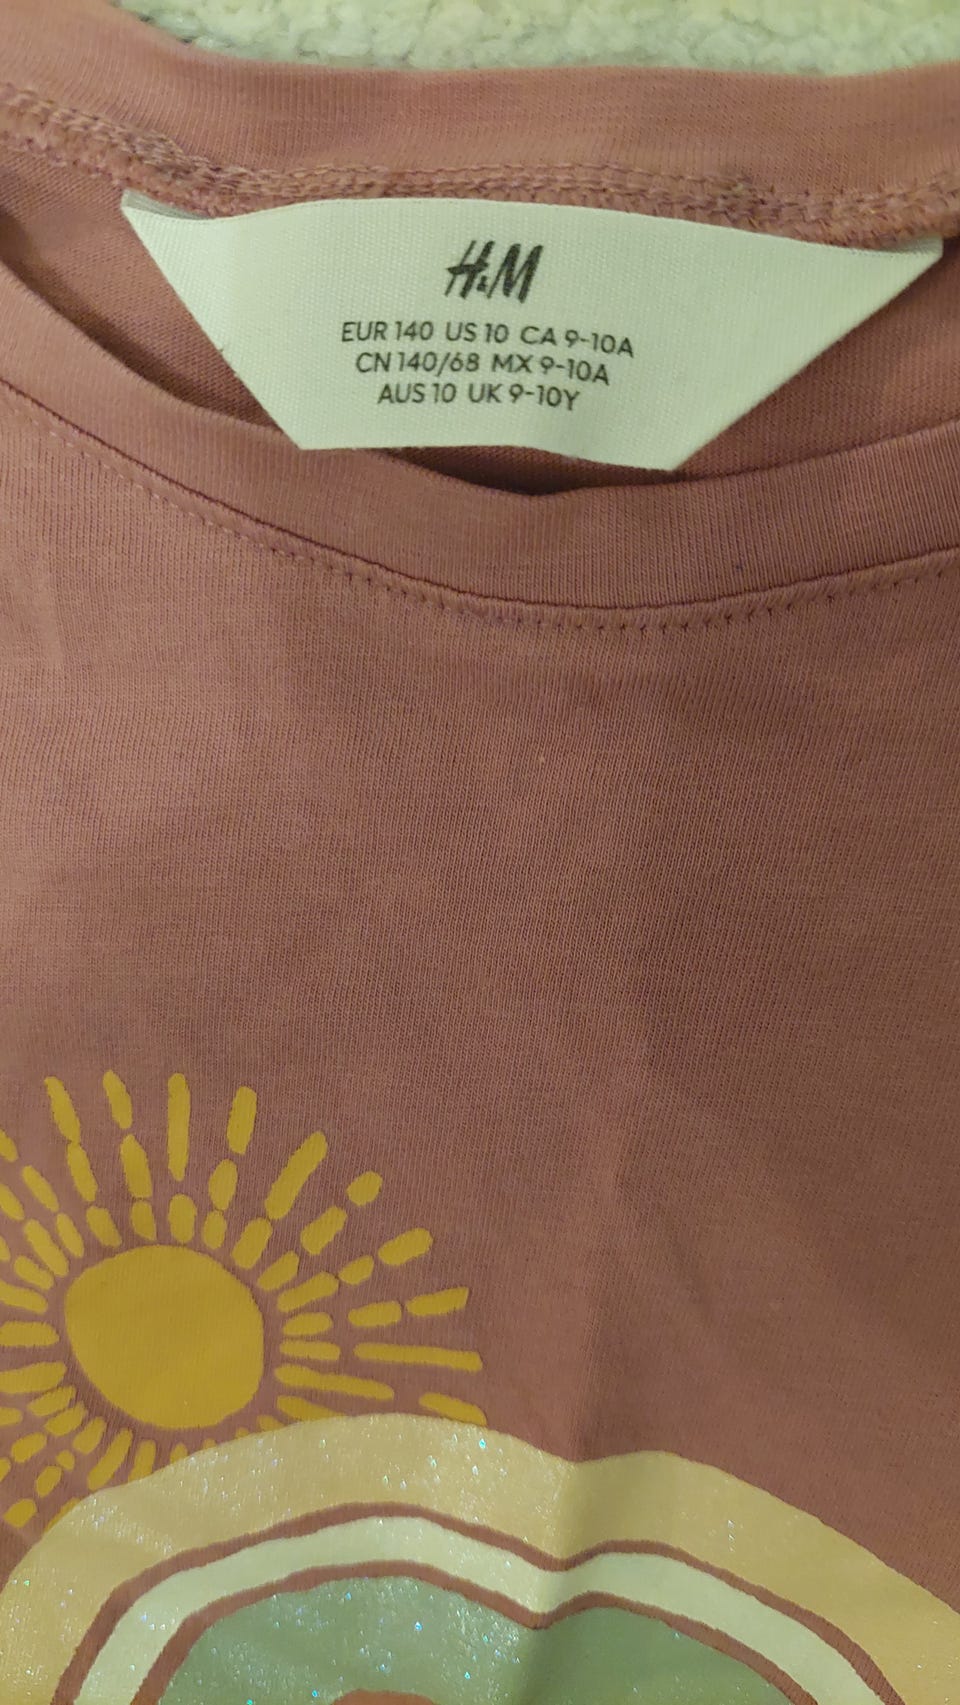 H&M
EUR 140 US 10 CA 9-10A
CN 140/68 MX 9-10A
AUS 10 UK 9-10Y